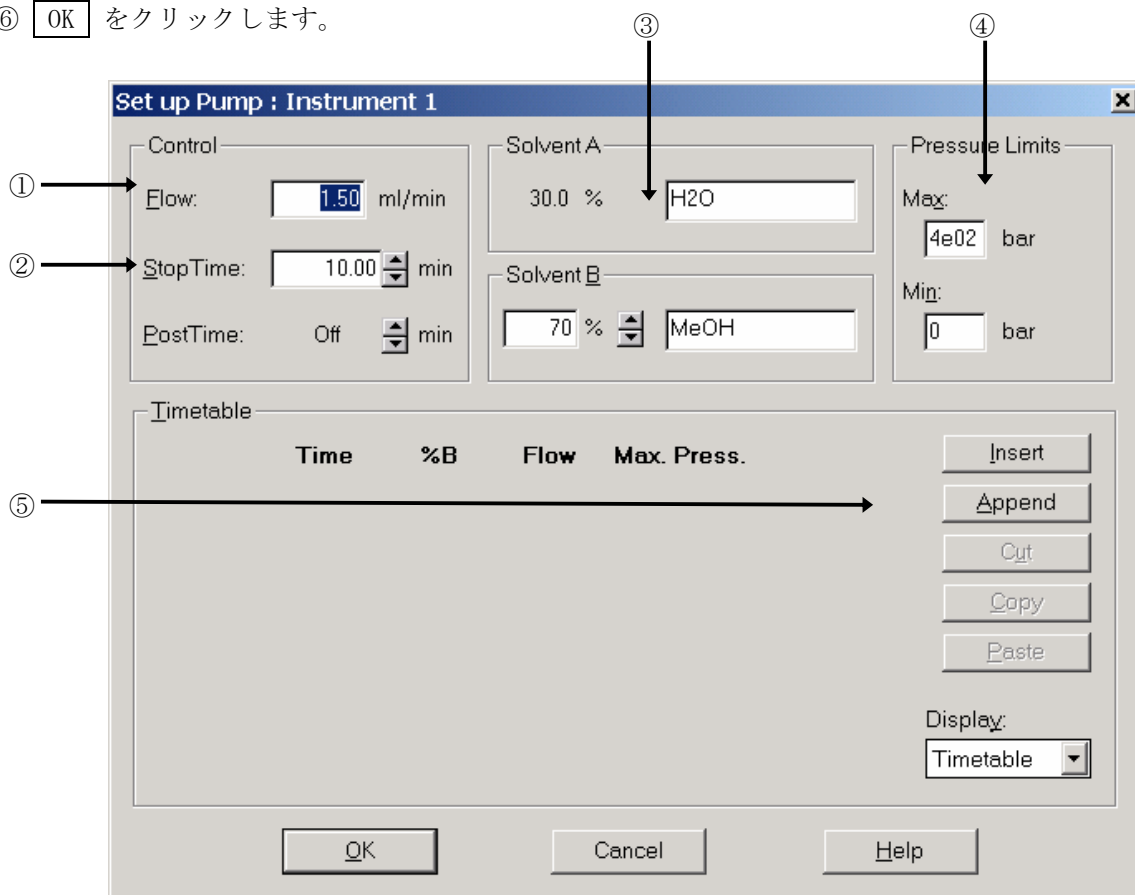 ⑥ OK をクリックします。
③
④
Set up Pump : Instrument 1
Control
Solvent A
Pressure Limits
①
Flow: 1.50 ml/min
30.0 % H2O
Max:
4e02 bar
②
StopTime: 10.00 min
Solvent B
Min:
PostTime: Off min
70 % MeOH
0 bar
Timetable
Time %B Flow Max. Press.
Insert
⑤
Append
Cut
Copy
Paste
Display:
Timetable
OK Cancel Help